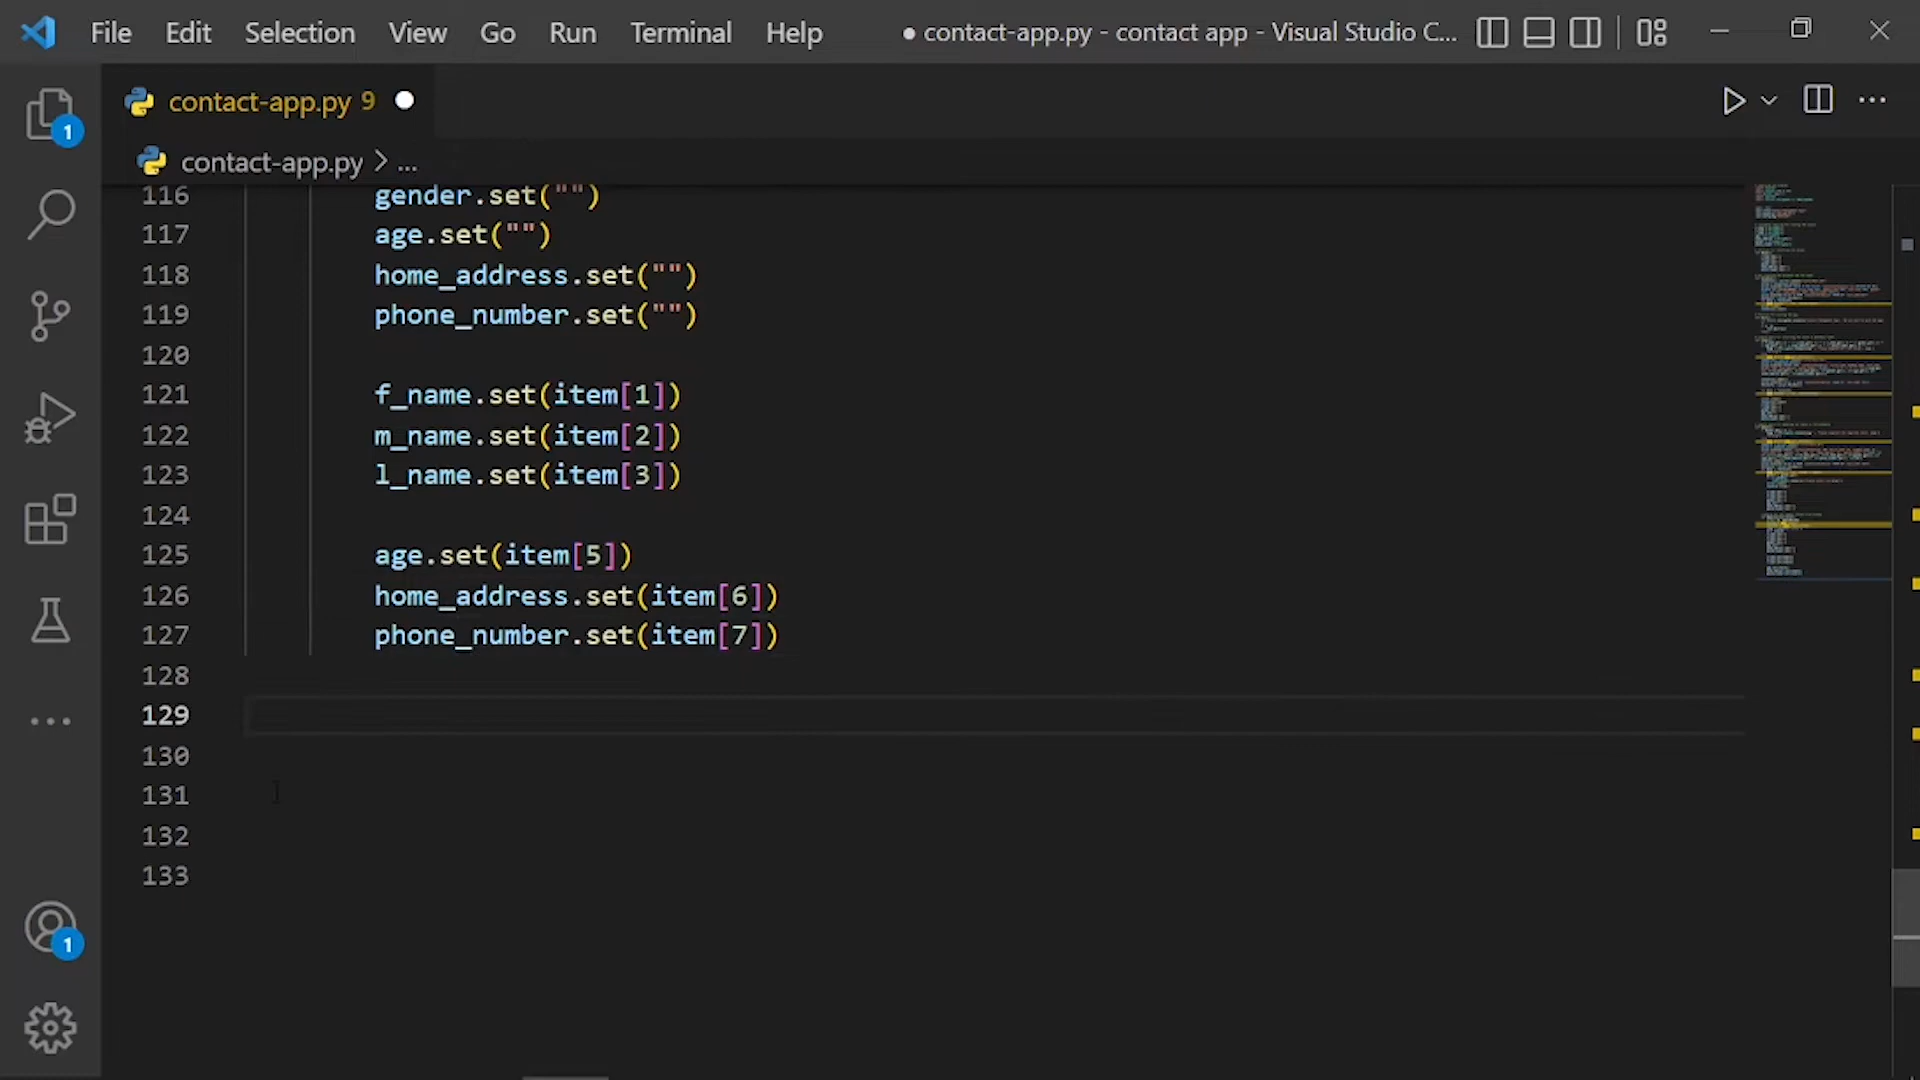 File Edit Selection View Go Run Terminal Help ● contact-app.py - contact app - Visual Studio C...
contact-app.py 9
contact-app.py > ...
1
116 gender.set("")
117 age.set("")
118 home_address.set("")
119 phone_number.set("")
120
121 f_name.set(item[1])
122 m_name.set(item[2])
123 l_name.set(item[3])
124
125 age.set(item[5])
126 home_address.set(item[6])
127 phone_number.set(item[7])
128
129
130
131
132
133
1